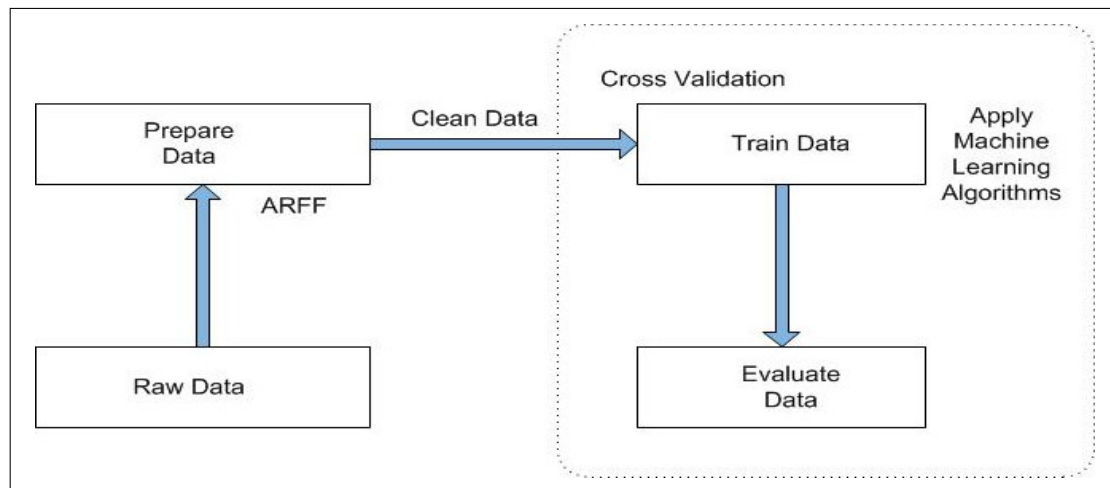 Cross Validation
Prepare
Data
Clean Data
Train Data
Apply
Machine
Learning
Algorithms
ARFF
Raw Data
Evaluate
Data